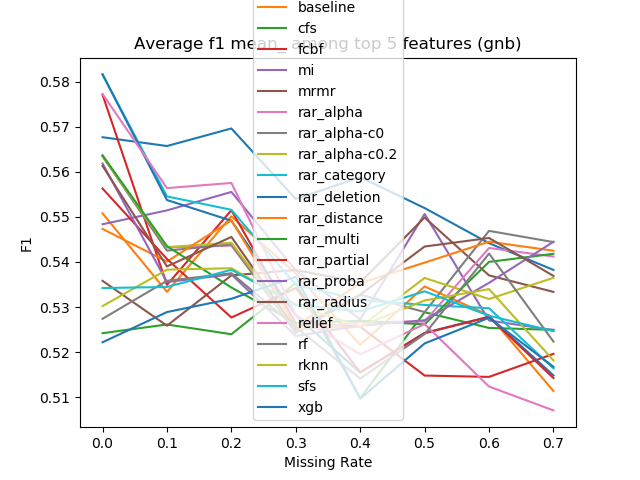 baseline
cfs
Average f1 mean_ among top 5 features (gnb)
fcbf
mi
mrmr
rar_alpha
rar_alpha-c0
rar_alpha-c0.2
rar_category
rar_deletion
rar_distance
rar_multi
rar_partial
rar_proba
rar_radius
relief
rf
rknn
sfs
xgb
F1
0.58
0.57
0.56
0.55
0.54
0.53
0.52
0.51
0.0 0.1 0.2 0.3 0.4 0.5 0.6 0.7
Missing Rate